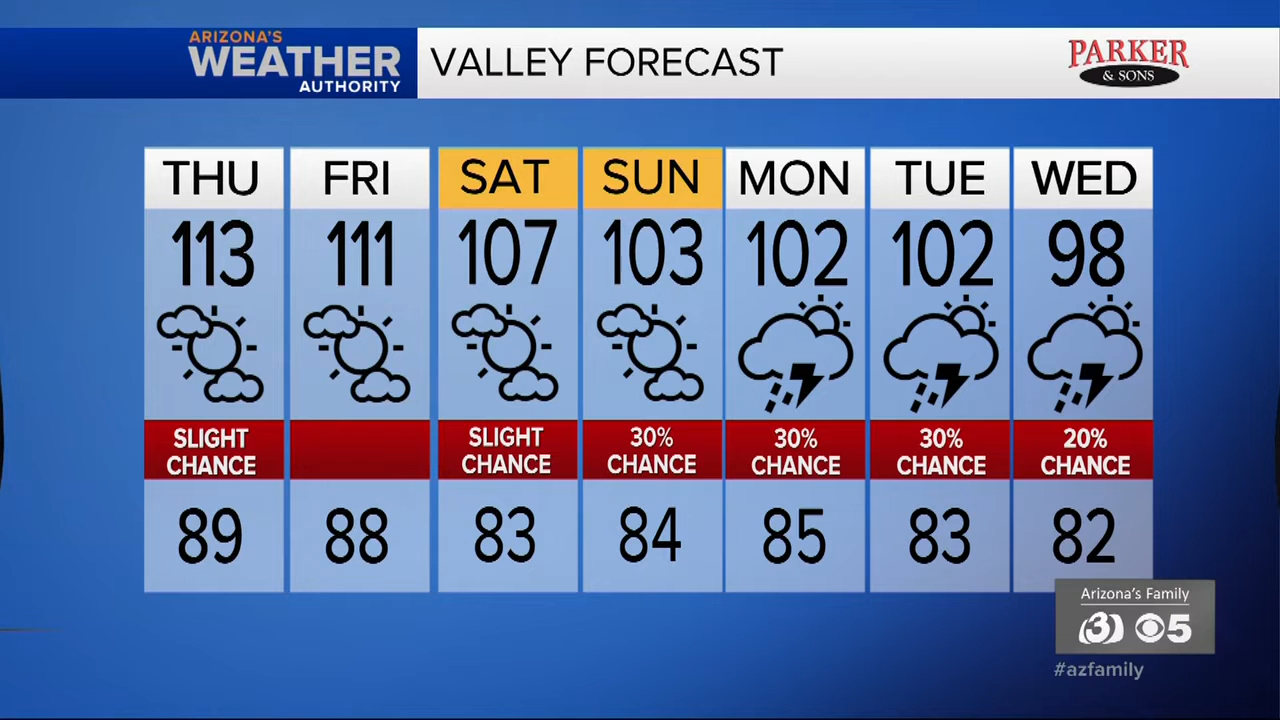 ARIZONA'S
WEATHER
AUTHORITY
VALLEY FORECAST
PARKER
& SONS
THU FRI SAT SUN MON TUE WED
113 111 107 103 102 102 98
SLIGHT CHANCE
SLIGHT CHANCE
30% CHANCE
30% CHANCE
30% CHANCE
20% CHANCE
89 88 83 84 85 83 82
Arizona's Family
3 5
#azfamily